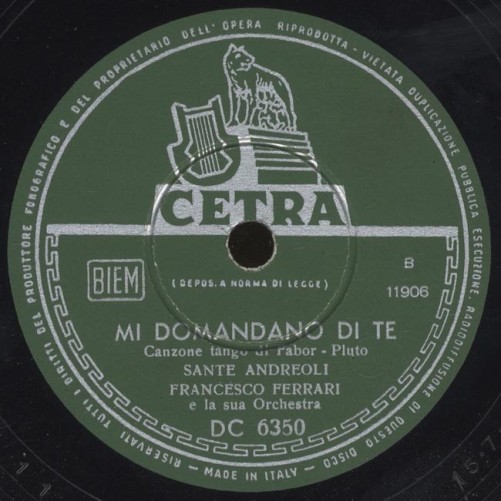 RISERVATI TUTTI I DIRITTI DEL PRODUTTORE FONOGRAFICO E DEL PROPRIETARIO DELL'OPERA RIPRODOTTA - VIETATA DUPLICAZIONE PUBBLICA ESECUZIONE, RADIODIFFUSIONE DI QUESTO DISCO
CETRA
BIEM
(DEPOS. A NORMA DI LEGGE)
B
11906
MI DOMANDANO DI TE
Canzone tango di Fabor - Pluto
SANTE ANDREOLI
FRANCESCO FERRARI
e la sua Orchestra
DC 6350
- MADE IN ITALY -